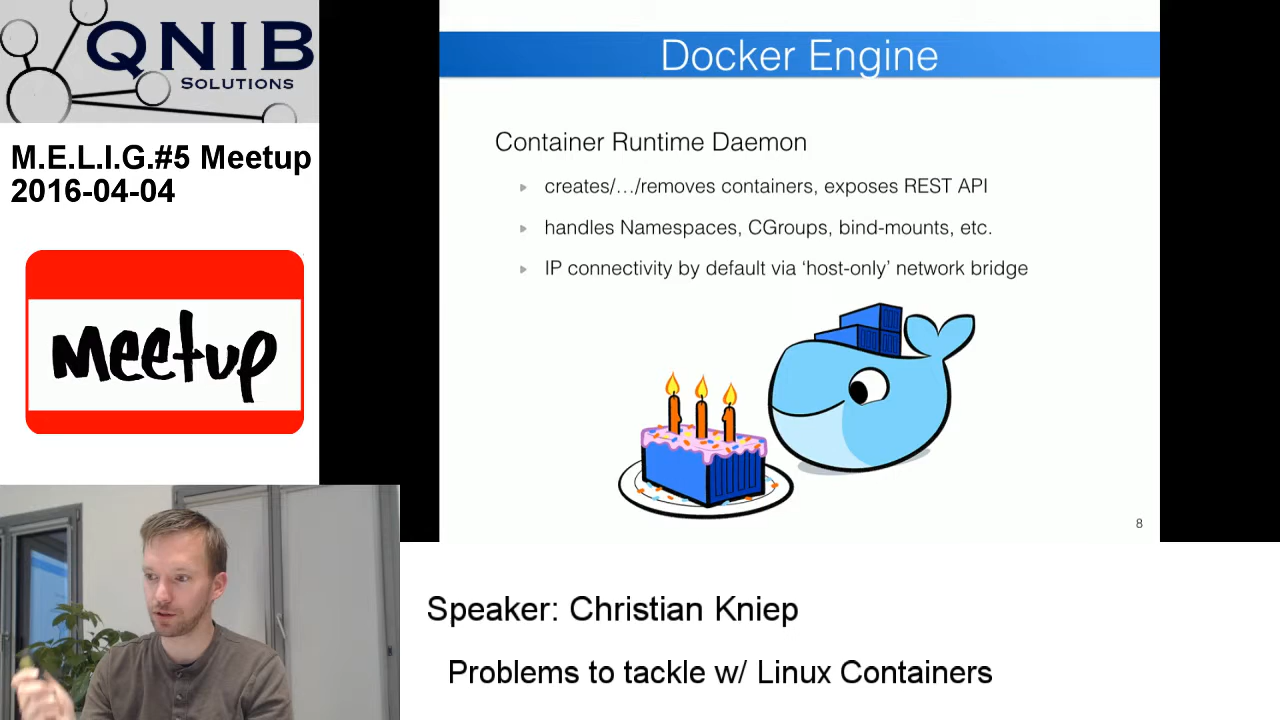 QNIB
SOLUTIONS
M.E.L.I.G.#5 Meetup
2016-04-04
meetup
Docker Engine
Container Runtime Daemon
creates/…/removes containers, exposes REST API
handles Namespaces, CGroups, bind-mounts, etc.
IP connectivity by default via ‘host-only’ network bridge
8
Speaker: Christian Kniep
Problems to tackle w/ Linux Containers